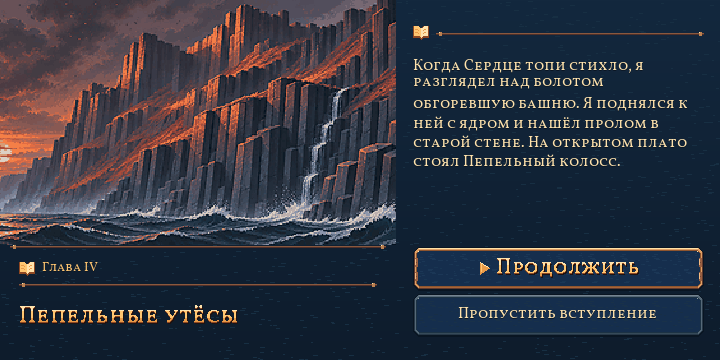 Глава IV
Пепельные утёсы
Когда Сердце топи стихло, я
разглядел над болотом
обгоревшую башню. Я поднялся к
ней с ядром и нашёл пролом в
старой стене. На открытом плато
стоял Пепельный колосс.
Продолжить
Пропустить вступление